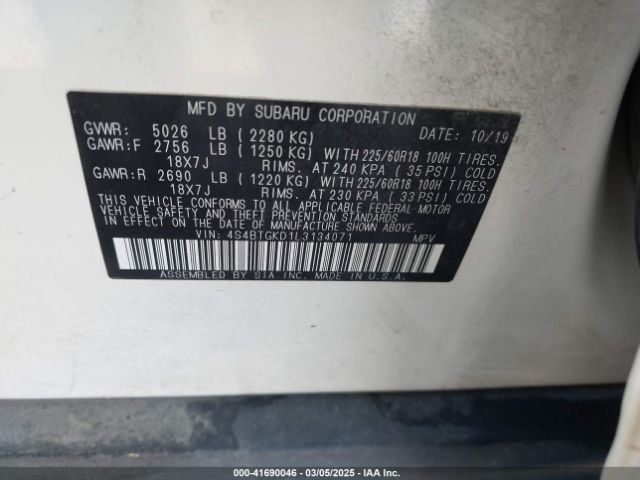 MFD BY SUBARU CORPORATION
GVWR: 5026 LB (2280 KG) DATE: 10/19
GAWR:F 2756 LB (1250 KG) WITH 225/60R18 100H TIRES.
18X7J RIMS. AT 240 KPA (35 PSI) COLD
GAWR:R 2690 LB (1220 KG) WITH 225/60R18 100H TIRES.
18X7J RIMS. AT 230 KPA (33 PSI) COLD
THIS VEHICLE CONFORMS TO ALL APPLICABLE FEDERAL MOTOR
VEHICLE SAFETY AND THEFT PREVENTION STANDARDS
IN EFFECT ON THE DATE OF MANUFACTURE SHOWN ABOVE.
VIN: 4S4BTGKD1L3134071 MPV
ASSEMBLED BY SIA INC. MADE IN U.S.A.
000-41690046 - 03/05/2025 - IAA Inc.